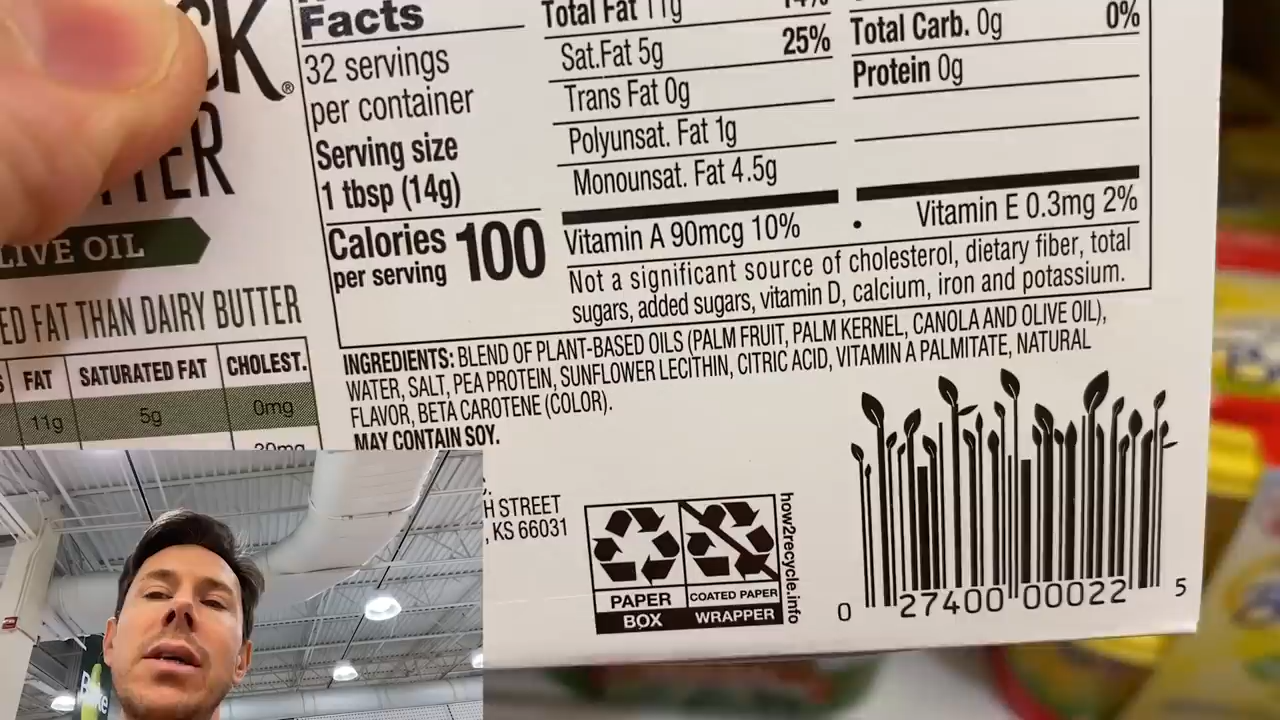 Facts
32 servings
per container
Serving size
1 tbsp (14g)
Calories 100
per serving
Total Fat 11g 14%
Sat.Fat 5g 25%
Trans Fat 0g
Polyunsat. Fat 1g
Monounsat. Fat 4.5g
Total Carb. 0g 0%
Protein 0g
Vitamin A 90mcg 10% • Vitamin E 0.3mg 2%
Not a significant source of cholesterol, dietary fiber, total
sugars, added sugars, vitamin D, calcium, iron and potassium.
INGREDIENTS: BLEND OF PLANT-BASED OILS (PALM FRUIT, PALM KERNEL, CANOLA AND OLIVE OIL),
WATER, SALT, PEA PROTEIN, SUNFLOWER LECITHIN, CITRIC ACID, VITAMIN A PALMITATE, NATURAL
FLAVOR, BETA CAROTENE (COLOR).
MAY CONTAIN SOY.
CK®
TTER
LIVE OIL
ED FAT THAN DAIRY BUTTER
S FAT SATURATED FAT CHOLEST.
11g 5g 0mg
30mg
H STREET
, KS 66031
PAPER COATED PAPER
BOX WRAPPER
how2recycle.info
0 27400 00022 5